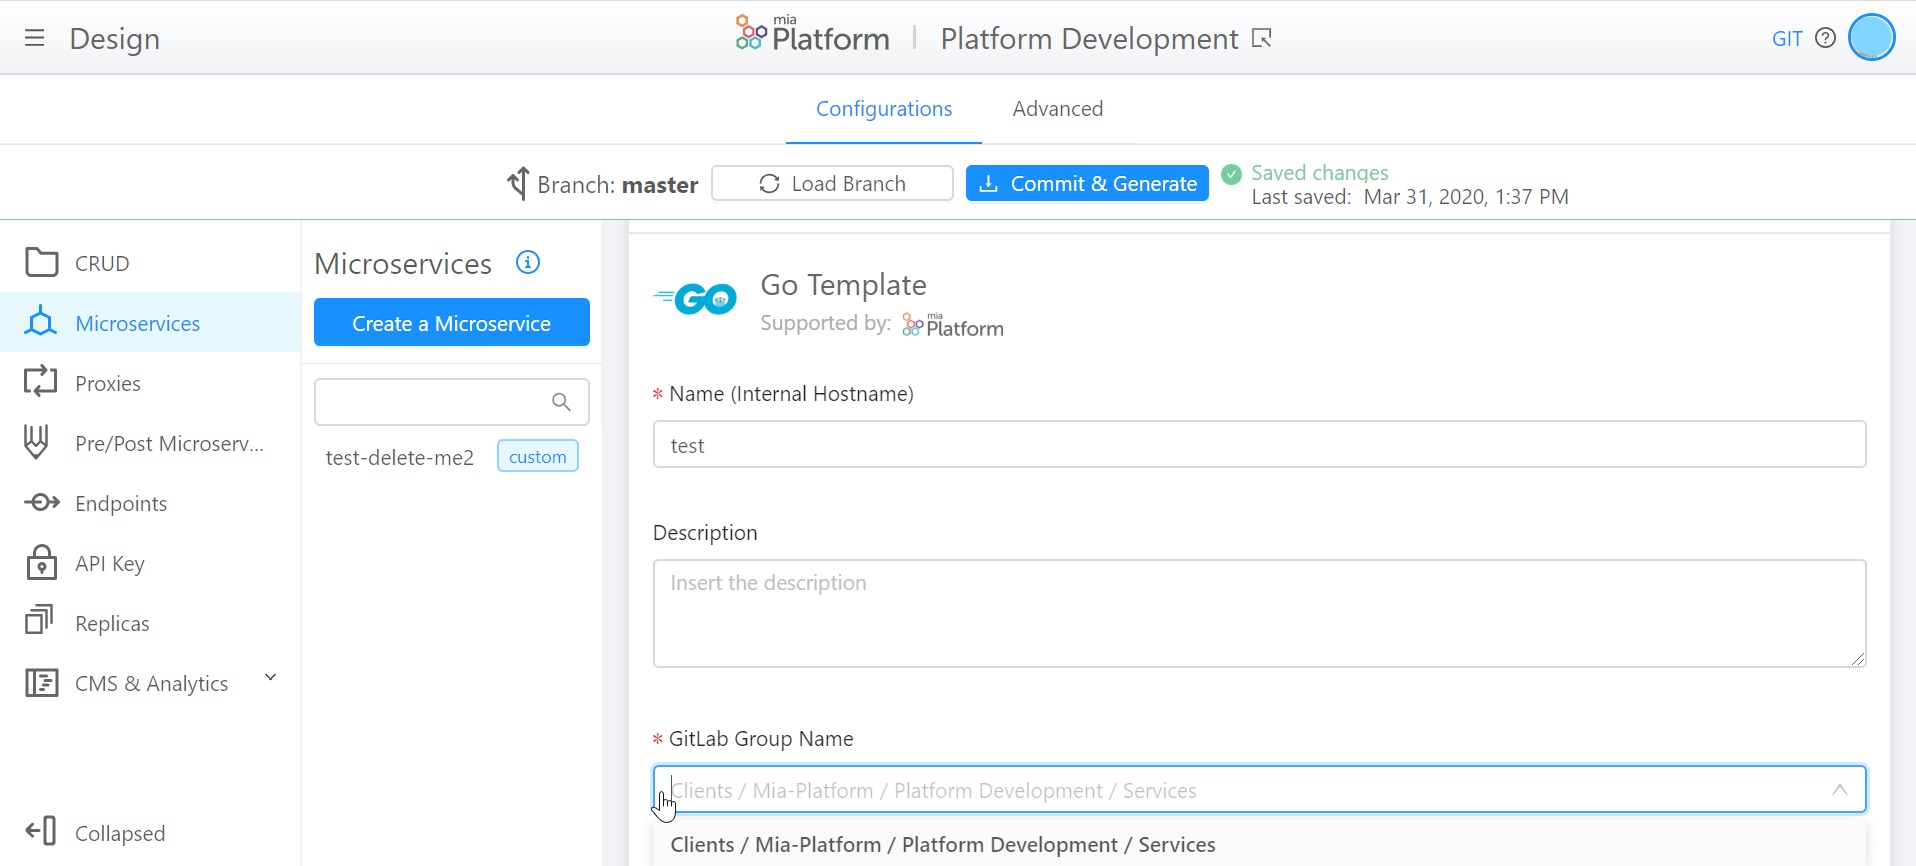 Design
mia
Platform
Platform Development
GIT
Configurations
Advanced
Branch: master
Load Branch
Commit & Generate
Saved changes
Last saved: Mar 31, 2020, 1:37 PM
CRUD
Microservices
Proxies
Pre/Post Microserv...
Endpoints
API Key
Replicas
CMS & Analytics
Collapsed
Microservices
Create a Microservice
test-delete-me2
custom
GO
Go Template
Supported by: mia Platform
* Name (Internal Hostname)
test
Description
Insert the description
* GitLab Group Name
Clients / Mia-Platform / Platform Development / Services
Clients / Mia-Platform / Platform Development / Services